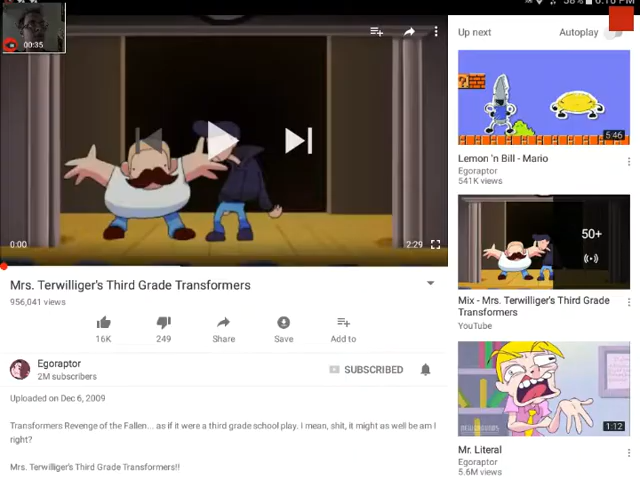 58% 6:16 PM
00:35
0:00
2:29
Mrs. Terwilliger's Third Grade Transformers
956,041 views
16K
249
Share
Save
Add to
Egoraptor
2M subscribers
SUBSCRIBED
Uploaded on Dec 6, 2009
Transformers Revenge of the Fallen... as if it were a third grade school play. I mean, shit, it might as well be am I
right?
Mrs. Terwilliger's Third Grade Transformers!!
Up next
Autoplay
5:46
Lemon 'n Bill - Mario
Egoraptor
541K views
50+
Mix - Mrs. Terwilliger's Third Grade
Transformers
YouTube
1:12
Mr. Literal
Egoraptor
5.6M views